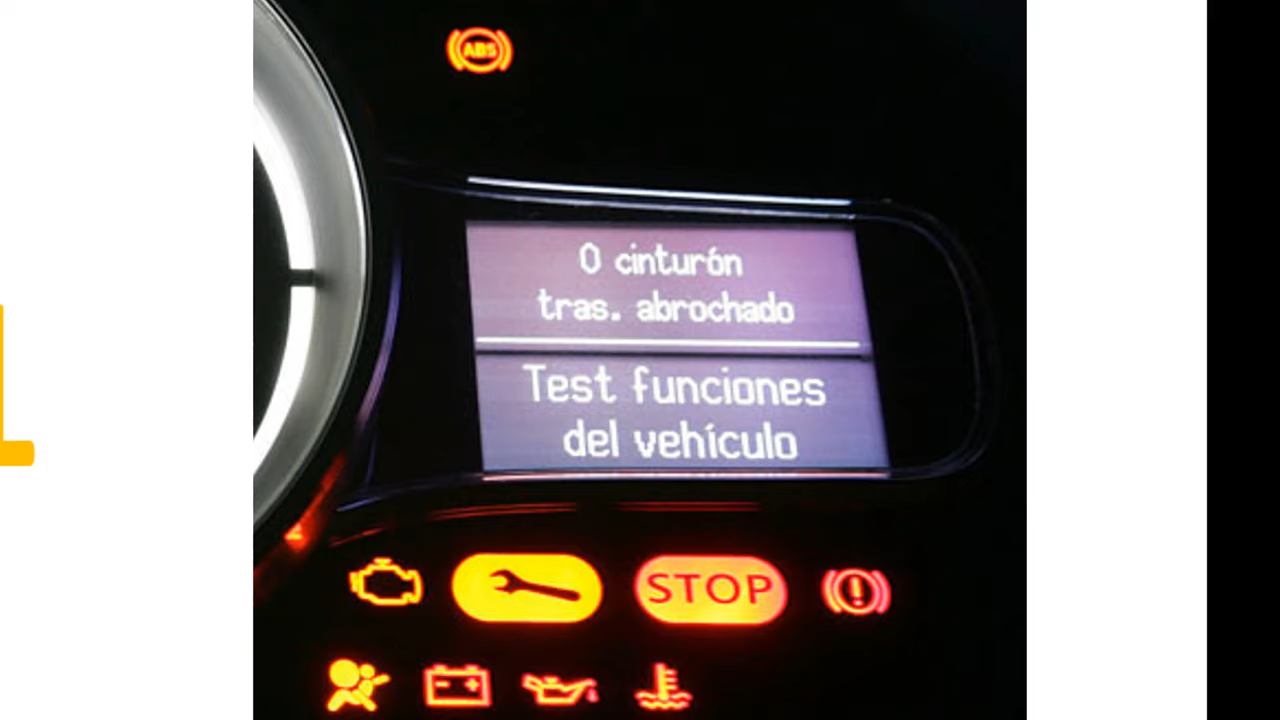 ABS
0 cinturón
tras. abrochado
Test funciones
del vehículo
STOP